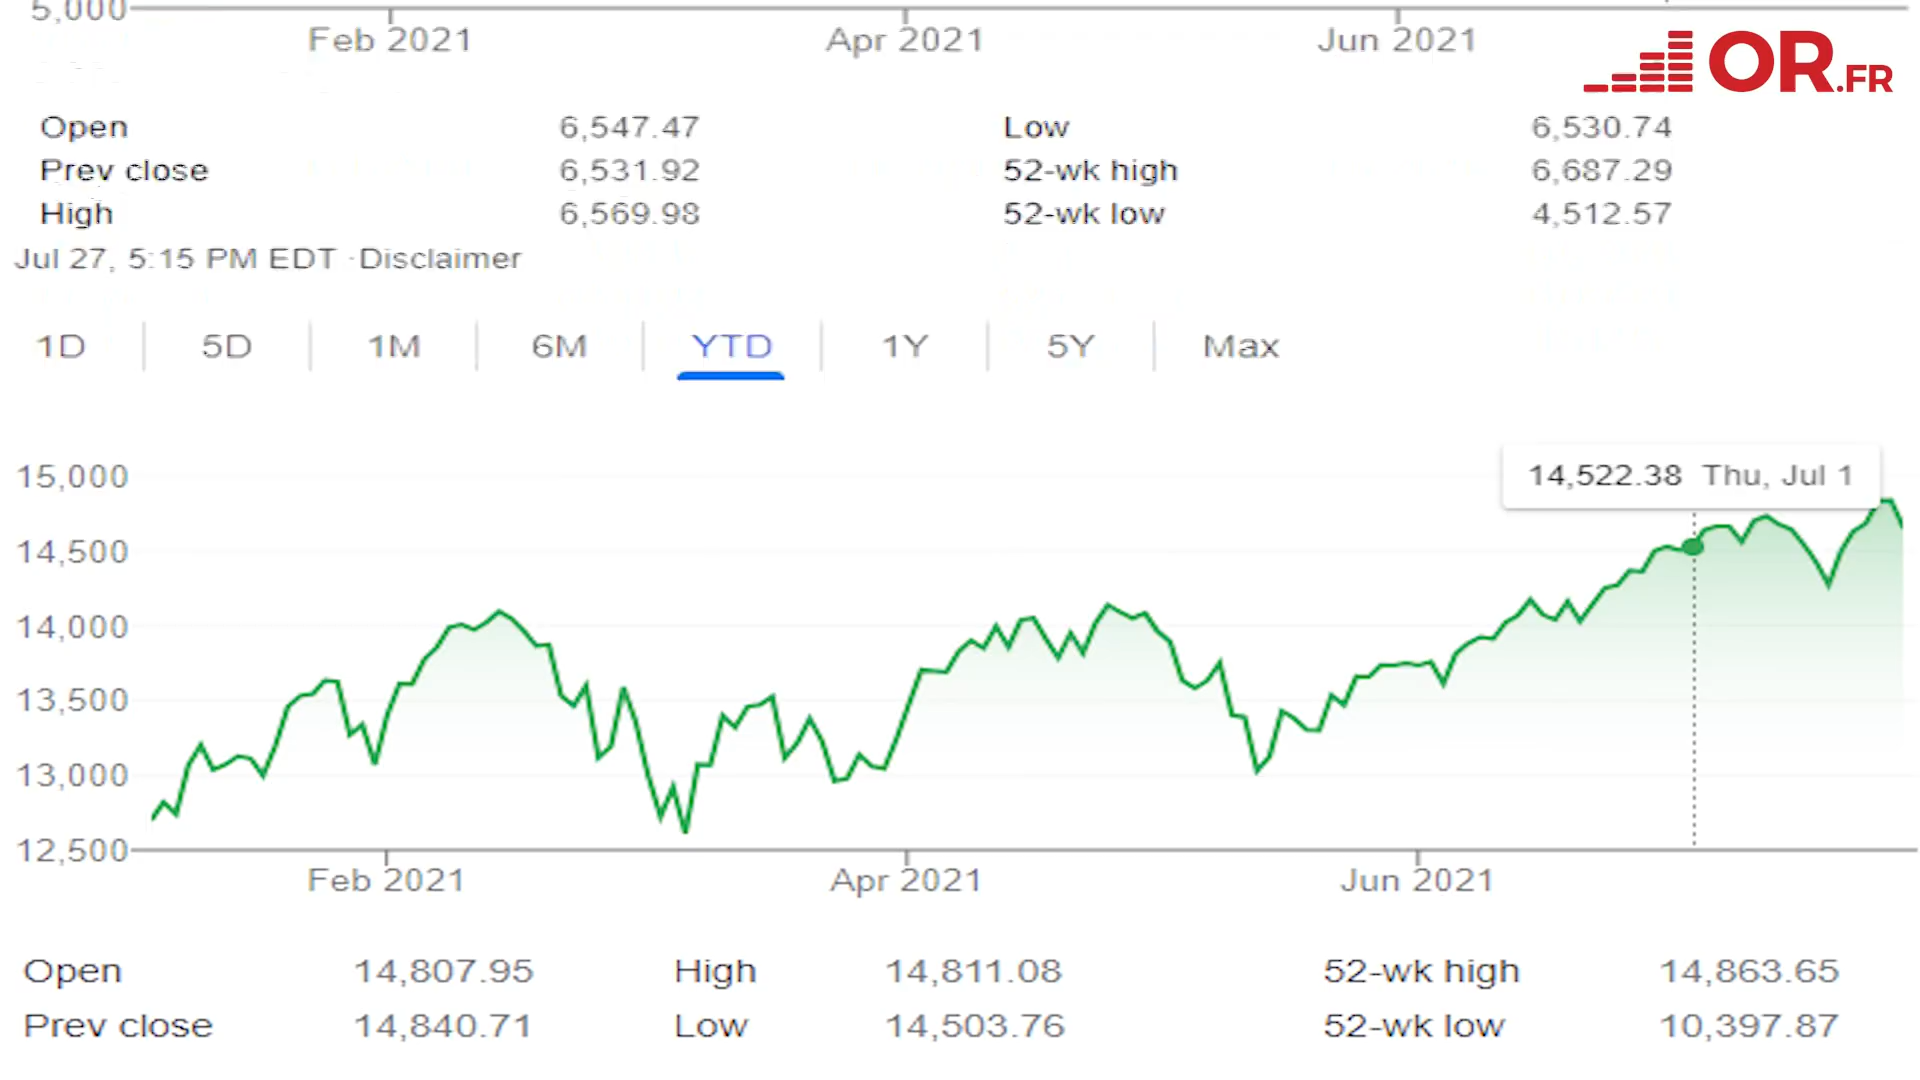 5,000
Feb 2021 Apr 2021 Jun 2021
OR.FR
Open 6,547.47 Low 6,530.74
Prev close 6,531.92 52-wk high 6,687.29
High 6,569.98 52-wk low 4,512.57
Jul 27, 5:15 PM EDT ·Disclaimer
1D 5D 1M 6M YTD 1Y 5Y Max
14,522.38 Thu, Jul 1
15,000
14,500
14,000
13,500
13,000
12,500
Feb 2021 Apr 2021 Jun 2021
Open 14,807.95 High 14,811.08 52-wk high 14,863.65
Prev close 14,840.71 Low 14,503.76 52-wk low 10,397.87